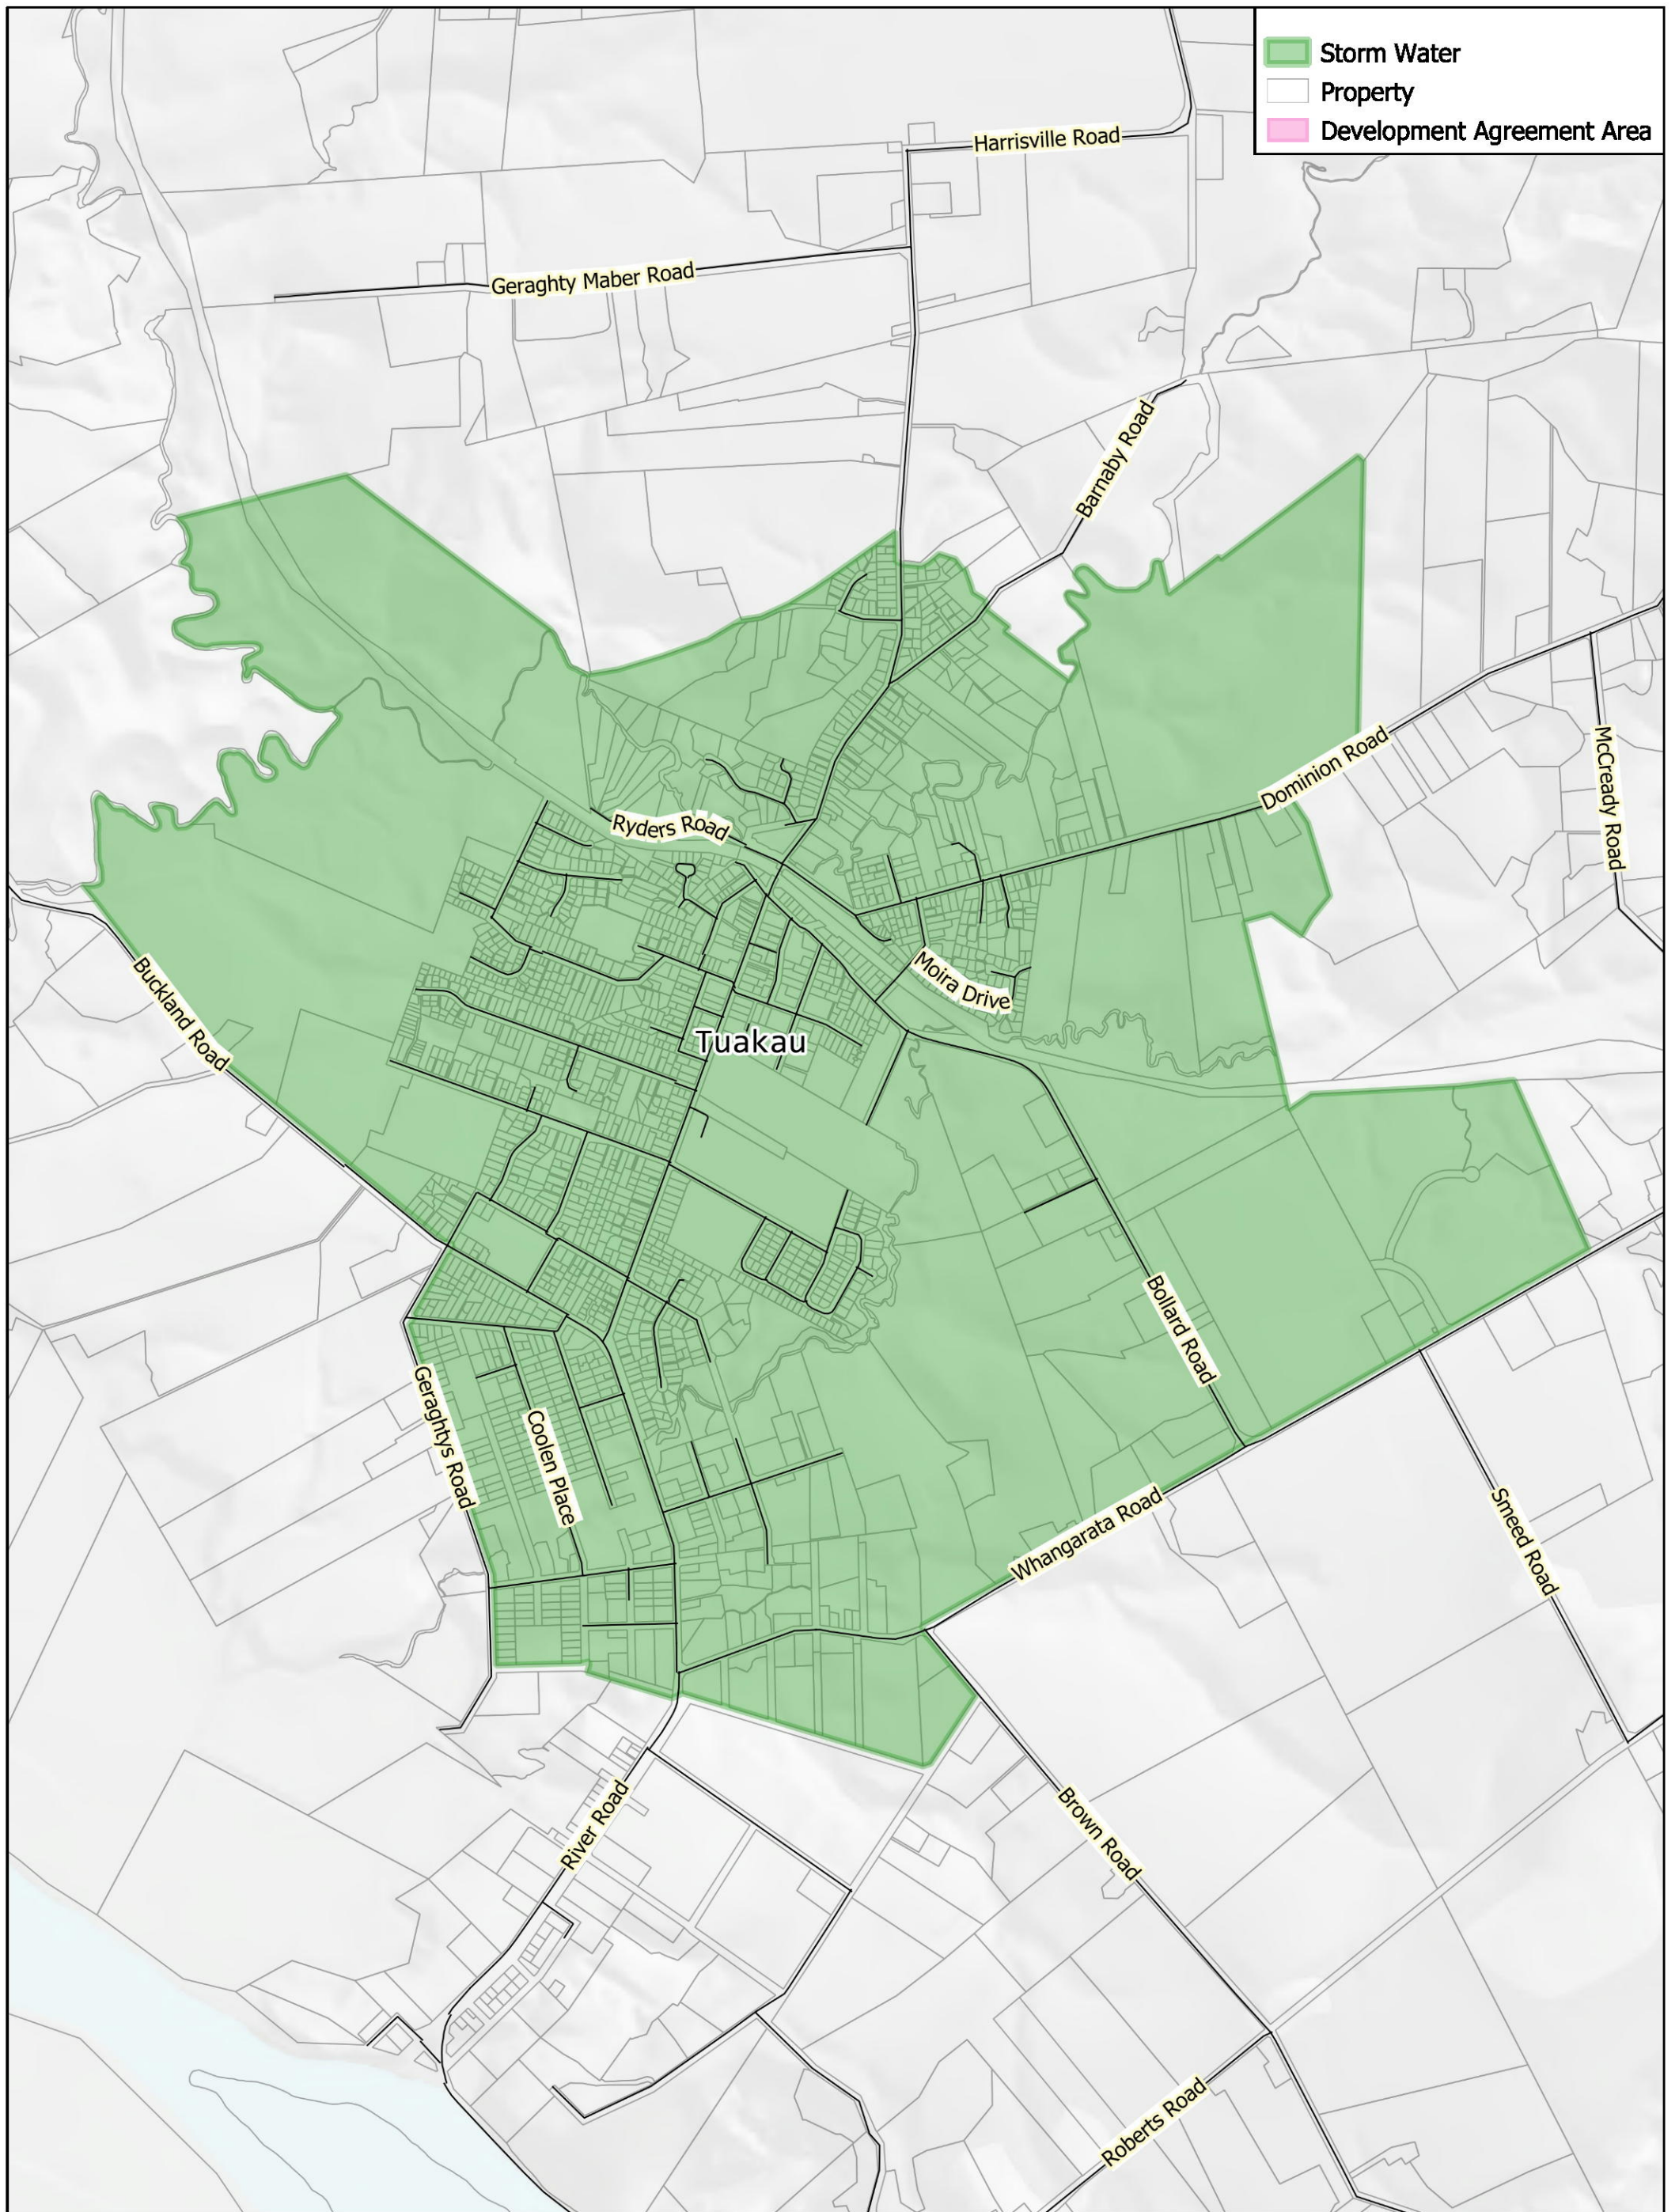 Storm Water
Property
Development Agreement Area
Harrisville Road
Geraghty Maber Road
Barnaby Road
Dominion Road
McCready Road
Ryders Road
Moira Drive
Buckland Road
Tuakau
Bollard Road
Geraghtys Road
Coolen Place
Whangarata Road
Smeed Road
River Road
Brown Road
Roberts Road